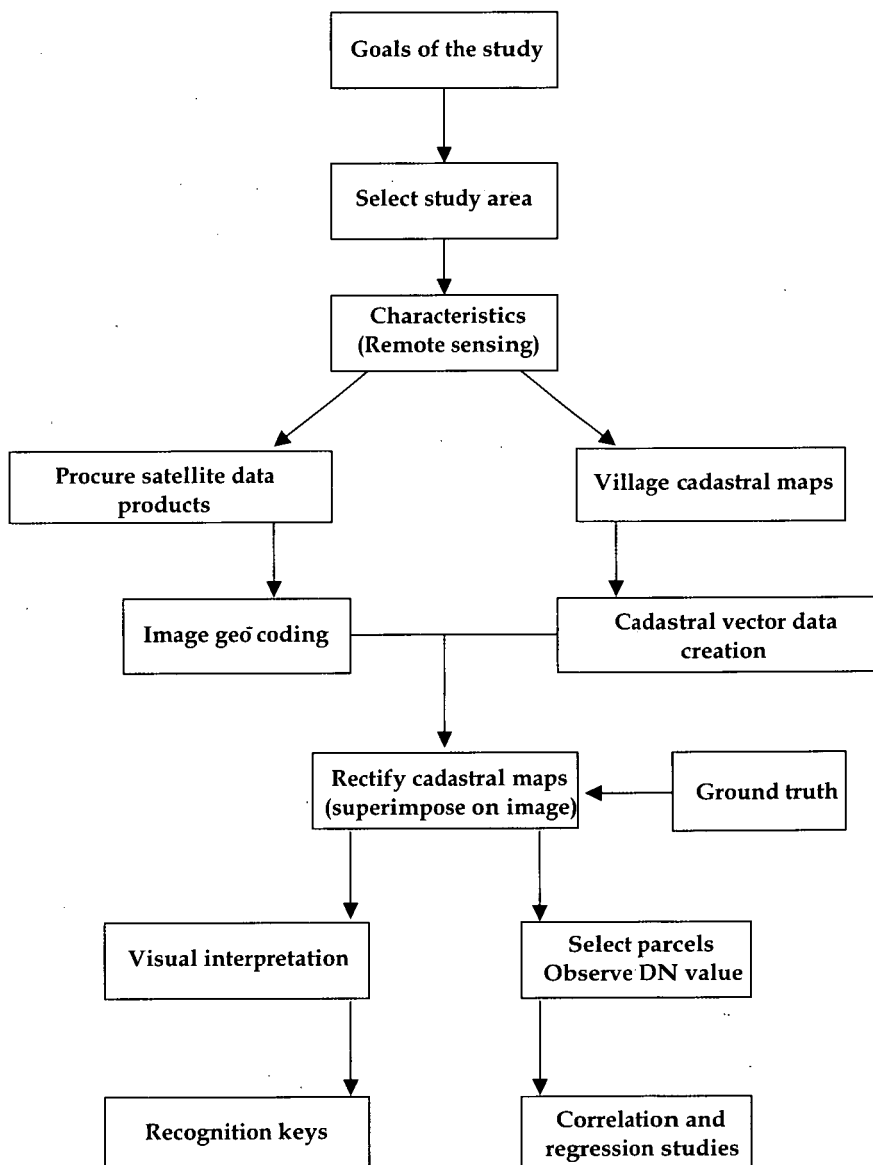 Goals of the study
Select study area
Characteristics
(Remote sensing)
Procure satellite data
products
Village cadastral maps
Image geo coding
Cadastral vector data
creation
Rectify cadastral maps
(superimpose on image)
Ground truth
Visual interpretation
Select parcels
Observe DN value
Recognition keys
Correlation and
regression studies